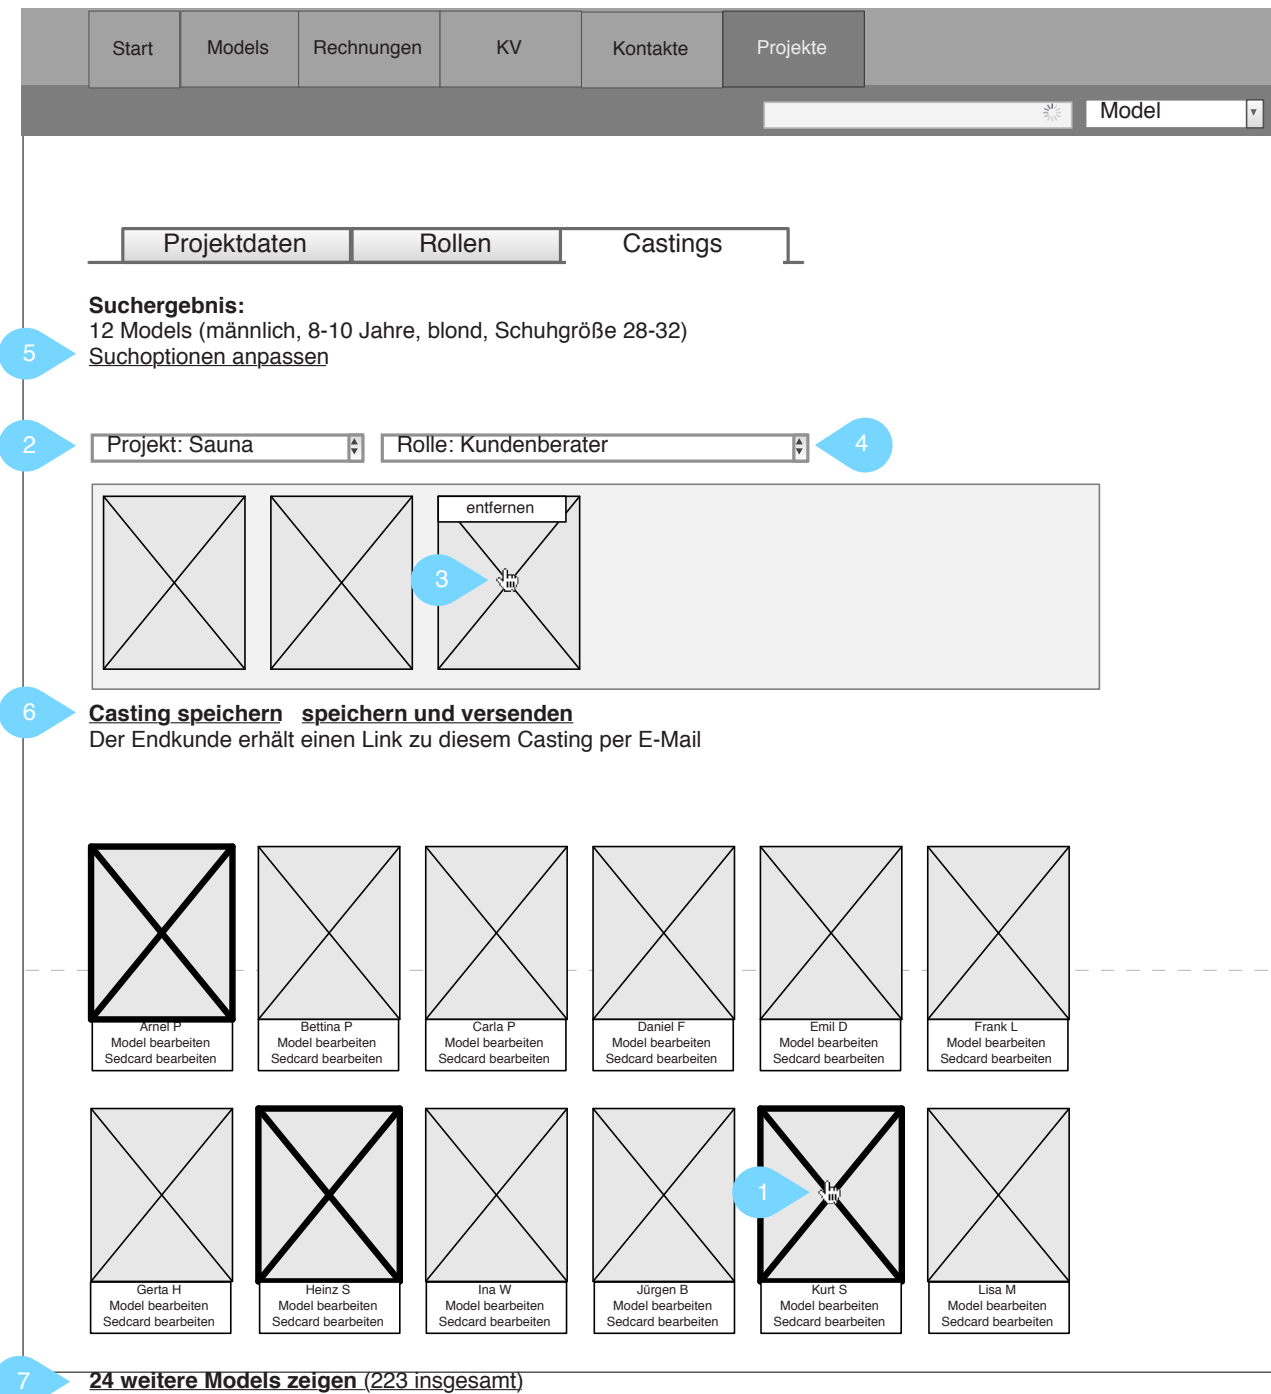 Start Models Rechnungen KV Kontakte Projekte
Model
Projektdaten Rollen Castings
Suchergebnis:
12 Models (männlich, 8-10 Jahre, blond, Schuhgröße 28-32)
5 Suchoptionen anpassen
2 Projekt: Sauna Rolle: Kundenberater 4
entfernen
3
6 Casting speichern speichern und versenden
Der Endkunde erhält einen Link zu diesem Casting per E-Mail
Arnel P Bettina P Carla P Daniel F Emil D Frank L
Model bearbeiten Model bearbeiten Model bearbeiten Model bearbeiten Model bearbeiten Model bearbeiten
Sedcard bearbeiten Sedcard bearbeiten Sedcard bearbeiten Sedcard bearbeiten Sedcard bearbeiten Sedcard bearbeiten
1
Gerta H Heinz S Ina W Jürgen B Kurt S Lisa M
Model bearbeiten Model bearbeiten Model bearbeiten Model bearbeiten Model bearbeiten Model bearbeiten
Sedcard bearbeiten Sedcard bearbeiten Sedcard bearbeiten Sedcard bearbeiten Sedcard bearbeiten Sedcard bearbeiten
7 24 weitere Models zeigen (223 insgesamt)